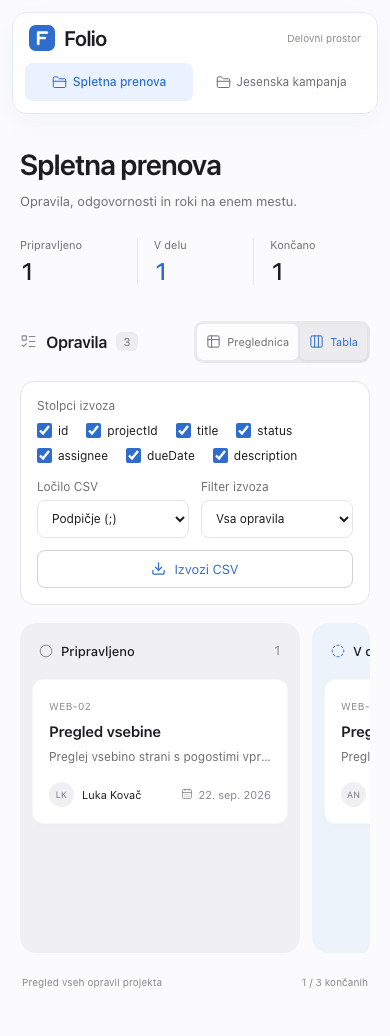 F Folio
Delovni prostor
Spletna prenova
Jesenska kampanja
Spletna prenova
Opravila, odgovornosti in roki na enem mestu.
Pripravljeno
V delu
Končano
1
1
1
Opravila 3
Preglednica
Tabla
Stolpci izvoza
id projectId title status
assignee dueDate description
Ločilo CSV
Filter izvoza
Podpičje (;)
Vsa opravila
Izvozi CSV
Pripravljeno 1
WEB-02
Pregled vsebine
Preglej vsebino strani s pogostimi vpr…
LK Luka Kovač 22. sep. 2026
V d
WEB-
Preg
Pregl
AN
Pregled vseh opravil projekta
1 / 3 končanih